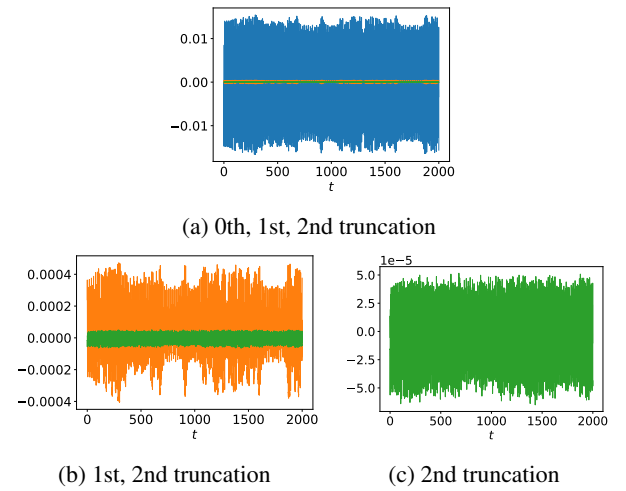 0.01
0.00
−0.01
0 500 1000 1500 2000
t
(a) 0th, 1st, 2nd truncation
0.0004
0.0002
0.0000
−0.0002
−0.0004
0 500 1000 1500 2000
t
(b) 1st, 2nd truncation
1e−5
5.0
2.5
0.0
−2.5
−5.0
0 500 1000 1500 2000
t
(c) 2nd truncation